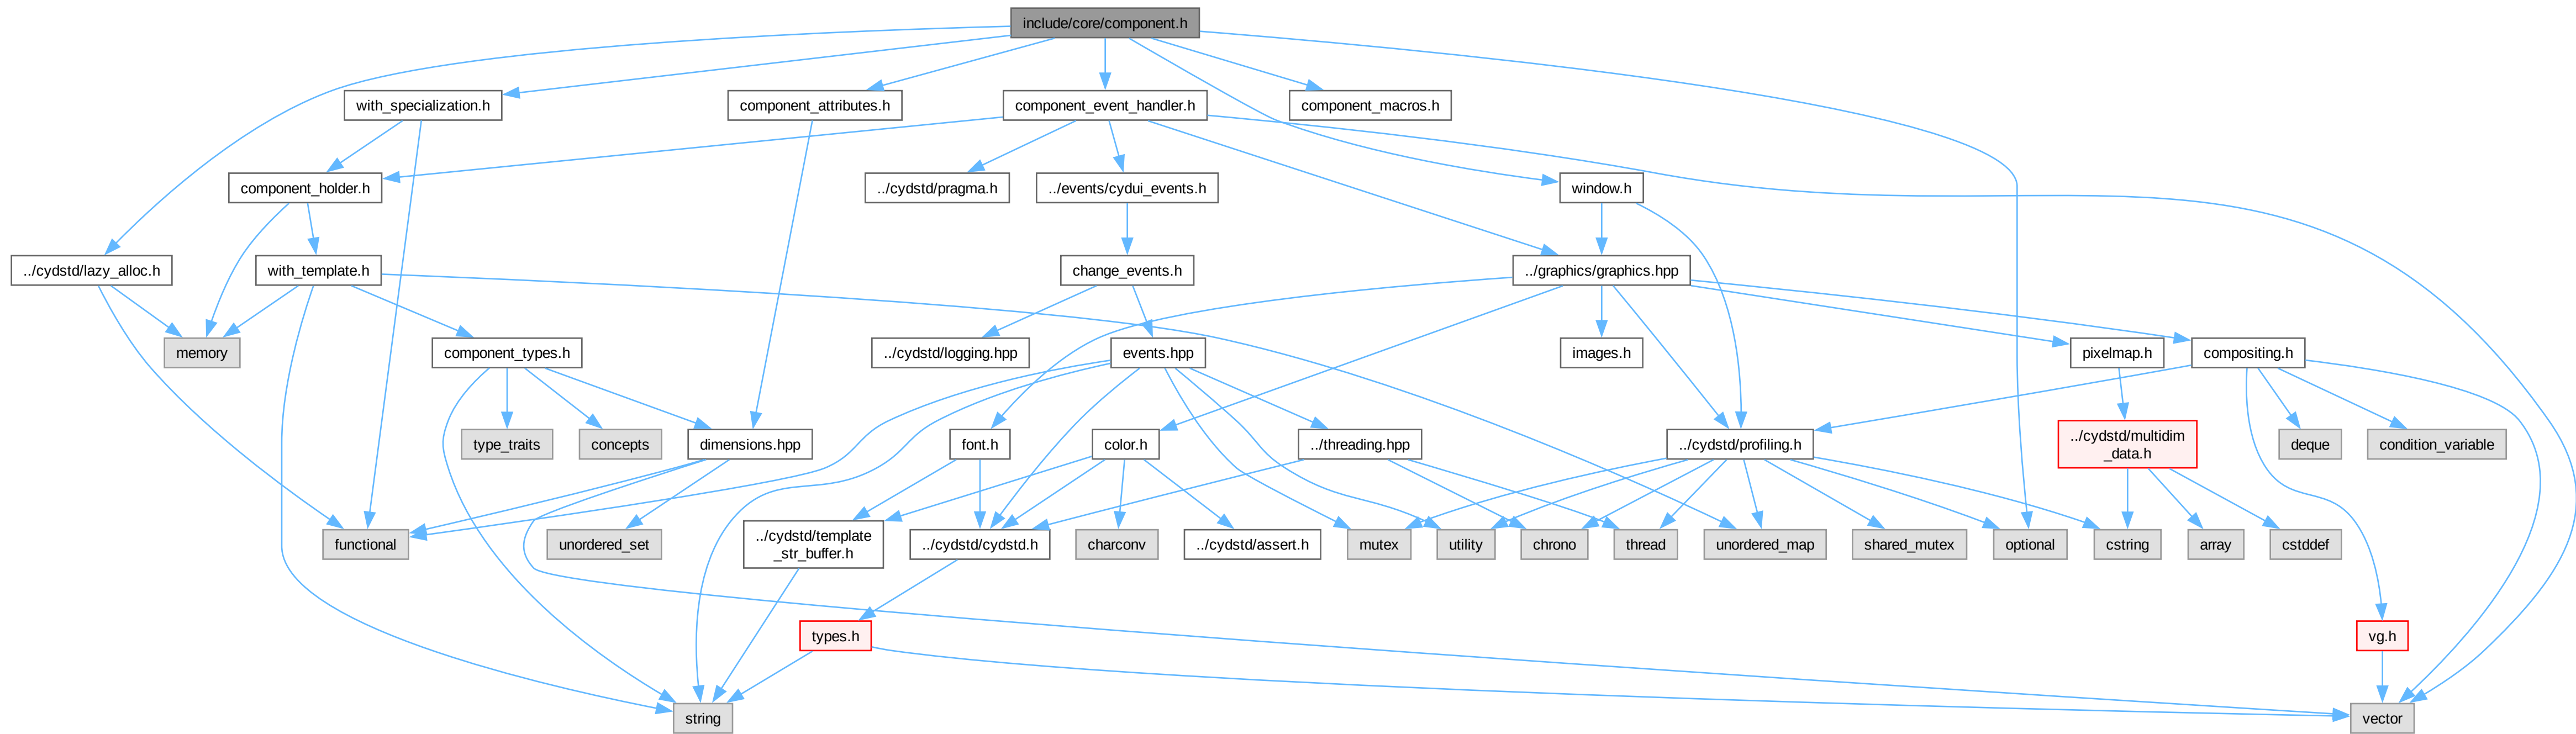 include/core/component.h
with_specialization.h
component_attributes.h
component_event_handler.h
component_macros.h
component_holder.h
../cydstd/pragma.h
../events/cydui_events.h
window.h
../cydstd/lazy_alloc.h
with_template.h
change_events.h
../graphics/graphics.hpp
memory
component_types.h
../cydstd/logging.hpp
events.hpp
images.h
pixelmap.h
compositing.h
type_traits
concepts
dimensions.hpp
font.h
color.h
../threading.hpp
../cydstd/profiling.h
../cydstd/multidim
_data.h
deque
condition_variable
functional
unordered_set
../cydstd/template
_str_buffer.h
../cydstd/cydstd.h
charconv
../cydstd/assert.h
mutex
utility
chrono
thread
unordered_map
shared_mutex
optional
cstring
array
cstddef
types.h
vg.h
string
vector